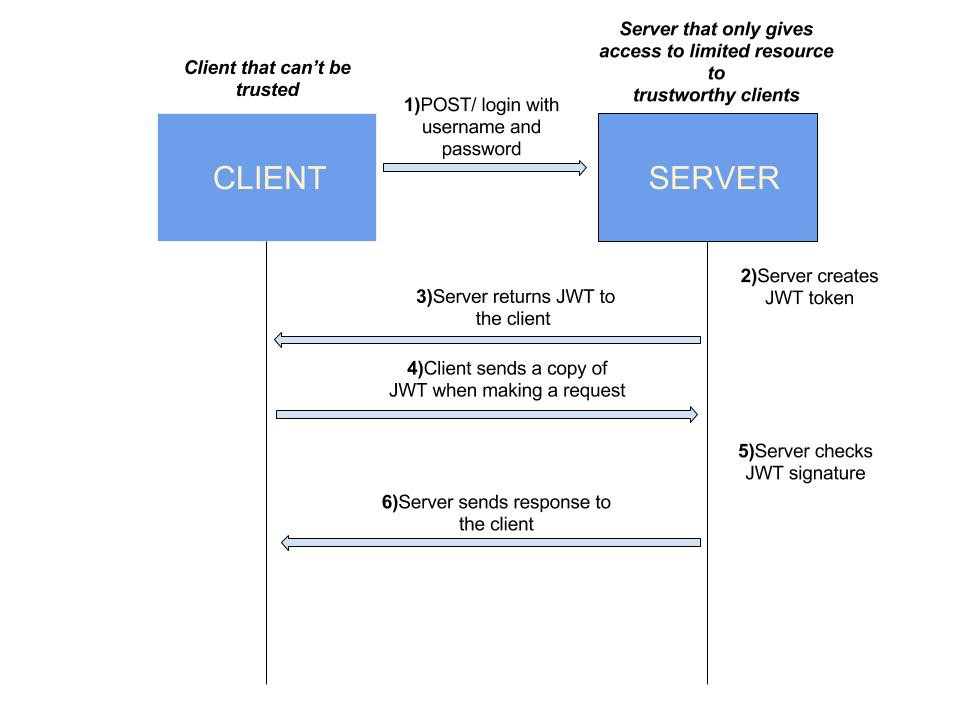 Server that only gives
access to limited resource
to
trustworthy clients
Client that can't be
trusted
1)POST/ login with
username and
password
CLIENT
SERVER
2)Server creates
JWT token
3)Server returns JWT to
the client
4)Client sends a copy of
JWT when making a request
5)Server checks
JWT signature
6)Server sends response to
the client